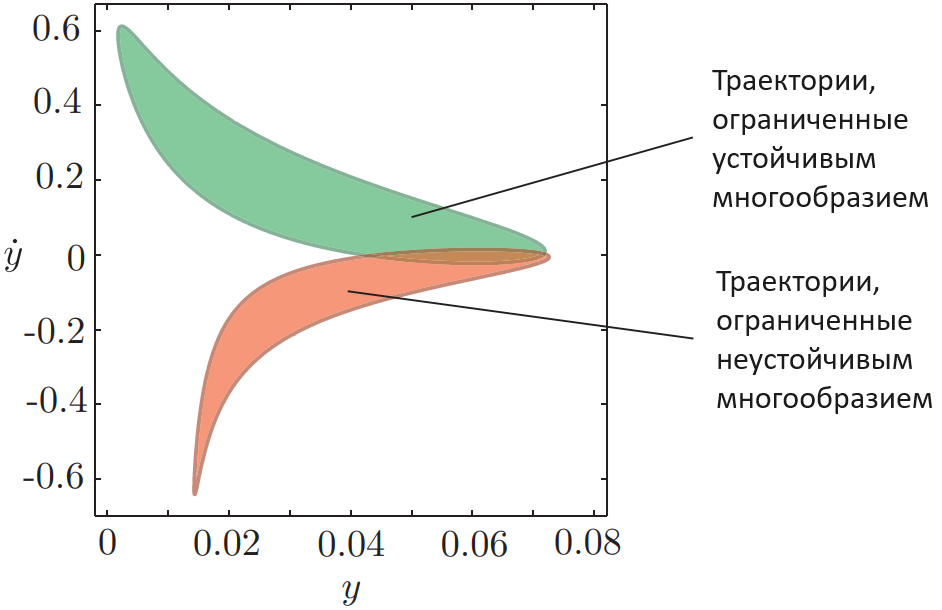 0.6
0.4
0.2
0
-0.2
-0.4
-0.6
ẏ
0
0.02
0.04
0.06
0.08
y
Траектории,
ограниченные
устойчивым
многообразием
Траектории,
ограниченные
неустойчивым
многообразием